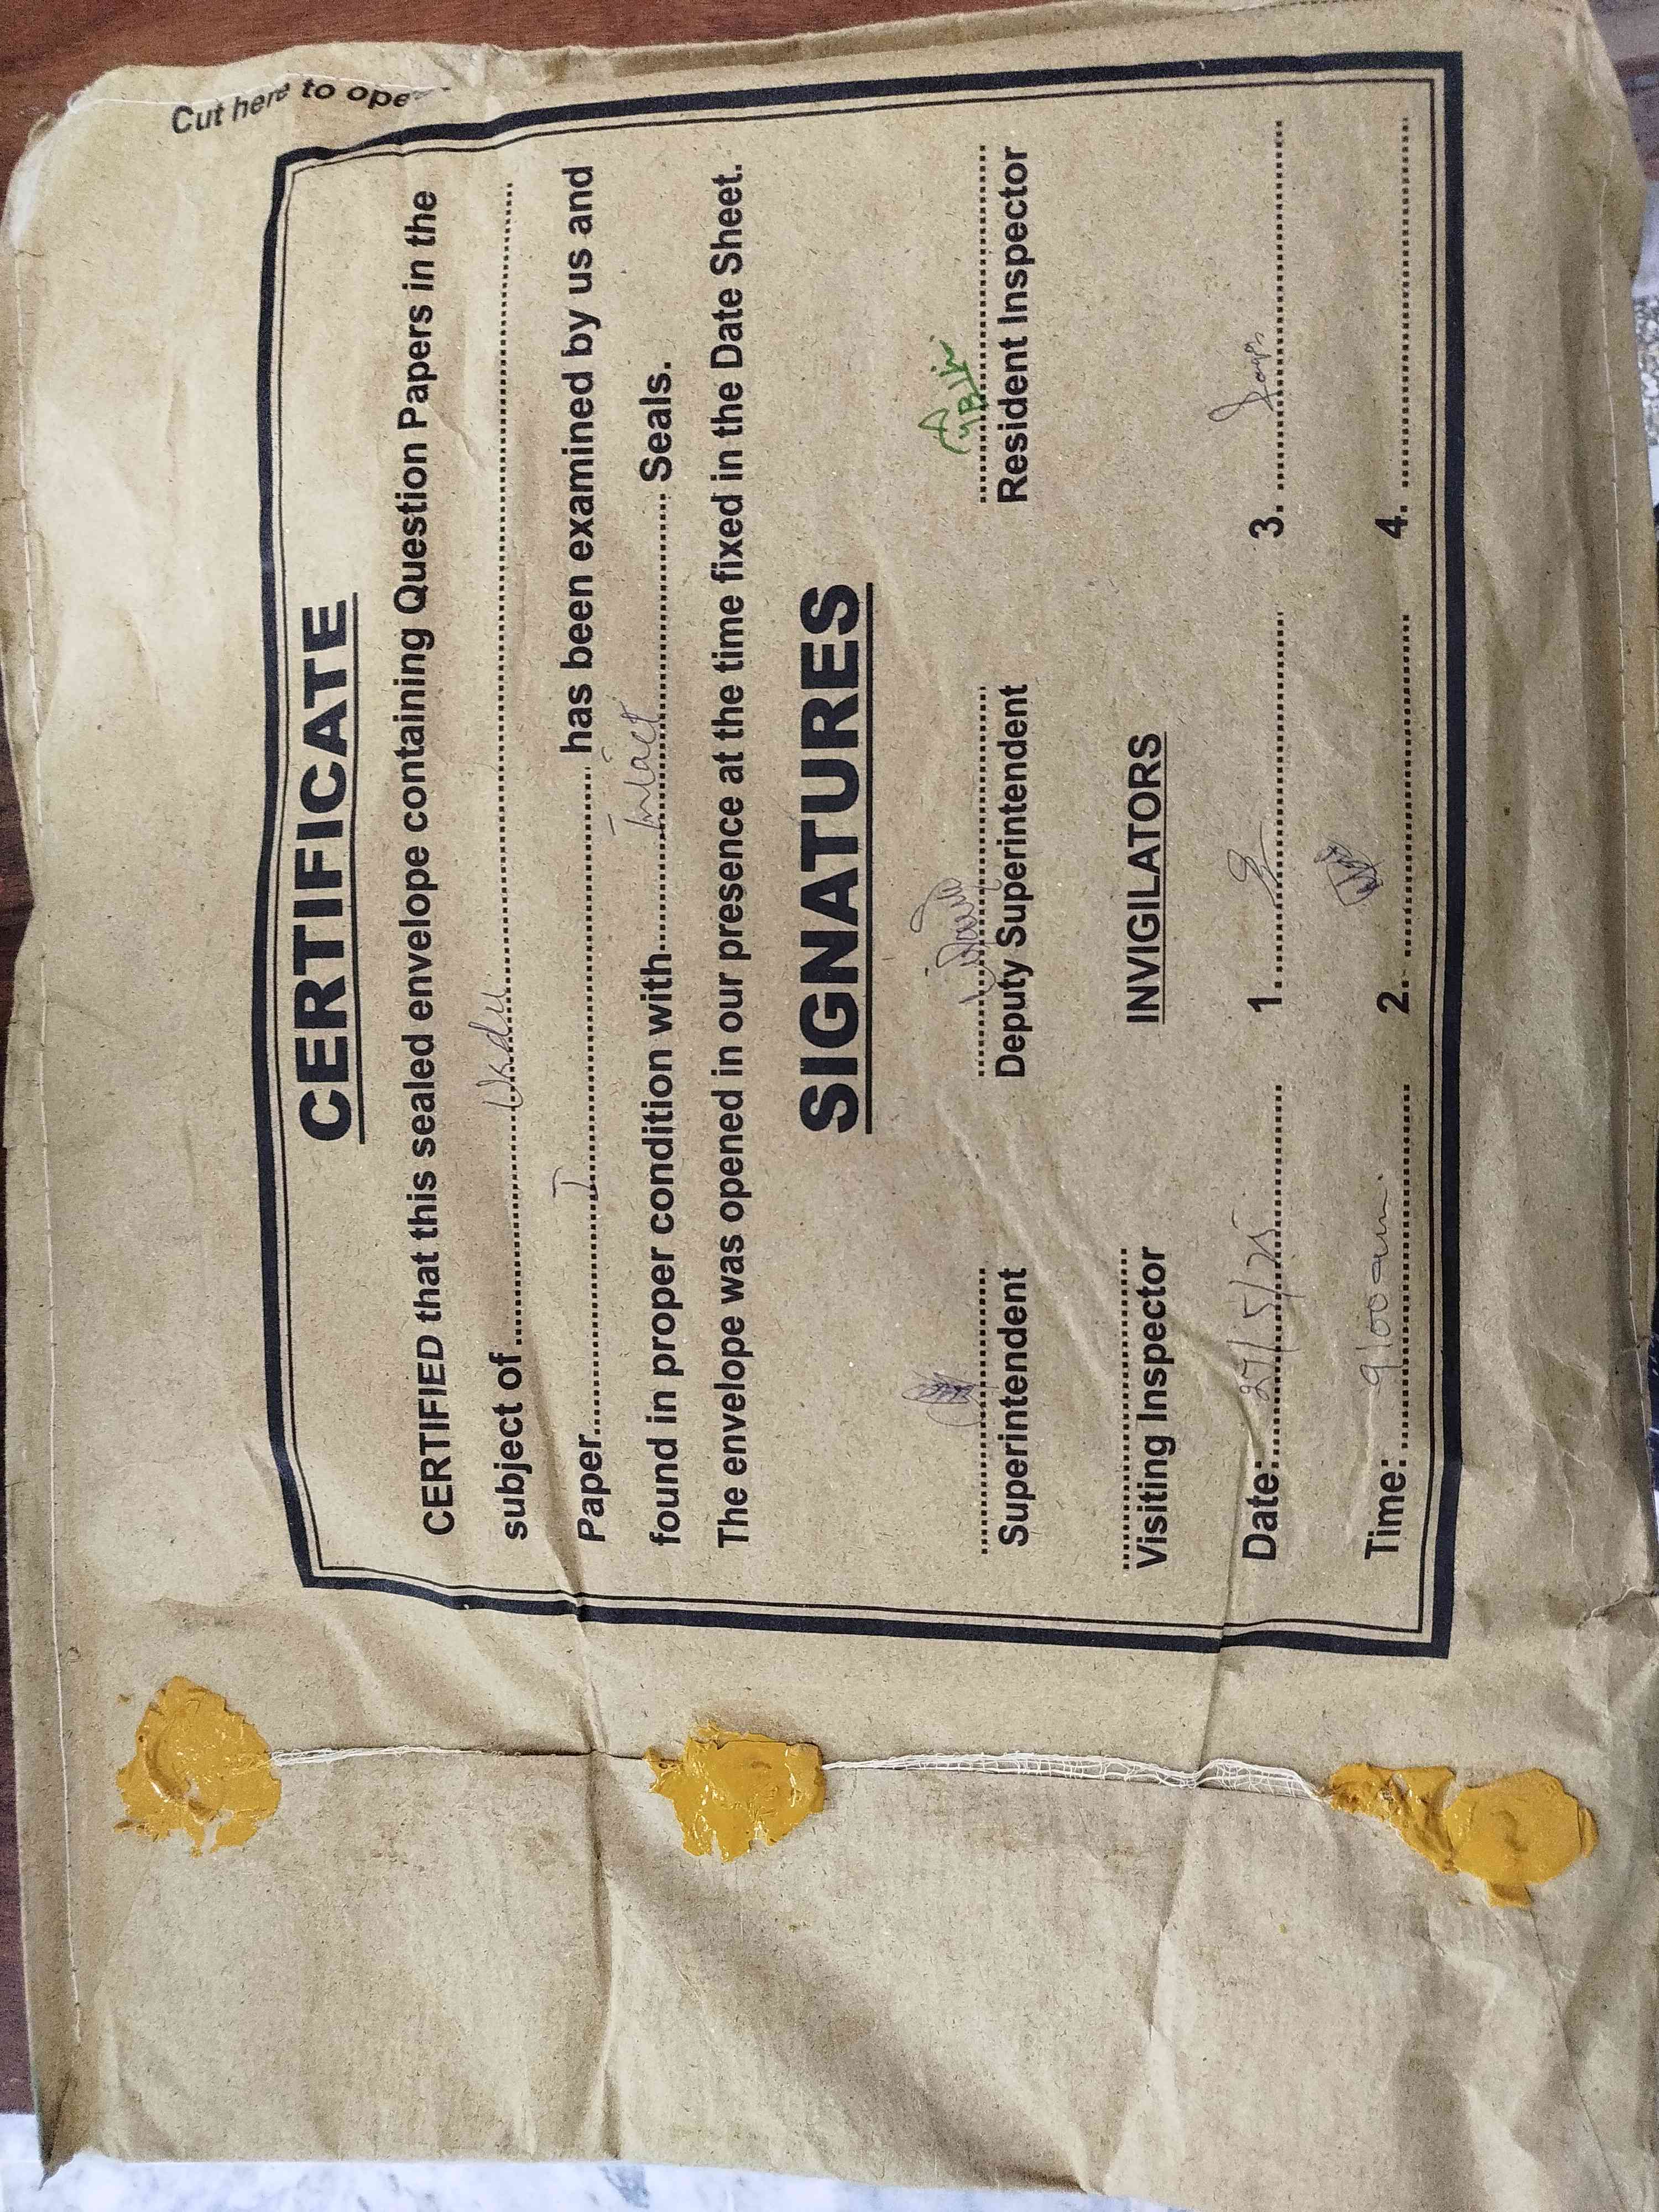 Cut here to open
CERTIFICATE
CERTIFIED that this sealed envelope containing Question Papers in the
subject of Urdu
Paper I has been examined by us and
found in proper condition with Intact Seals.
The envelope was opened in our presence at the time fixed in the Date Sheet.
SIGNATURES
Superintendent Deputy Superintendent Resident Inspector
Visiting Inspector INVIGILATORS
Date: 27/5/25 1. 3.
Time: 9:00 am. 2. 4.